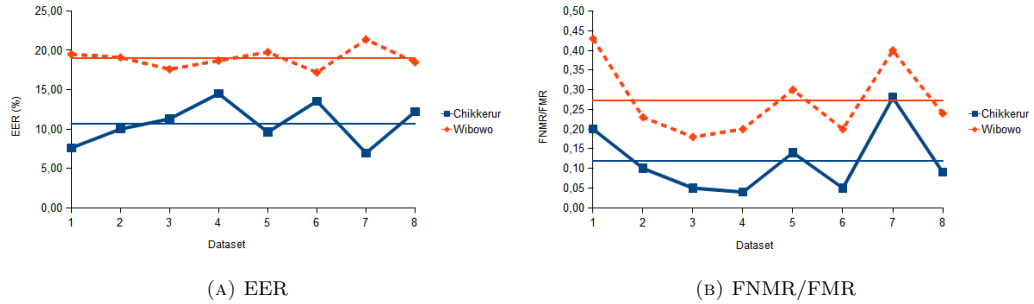 25,00
20,00
15,00
10,00
5,00
0,00
EER (%)
1 2 3 4 5 6 7 8
Dataset
Chikkerur
Wibowo
(A) EER
0,50
0,45
0,40
0,35
0,30
0,25
0,20
0,15
0,10
0,05
0,00
FNMR/FMR
1 2 3 4 5 6 7 8
Dataset
Chikkerur
Wibowo
(B) FNMR/FMR